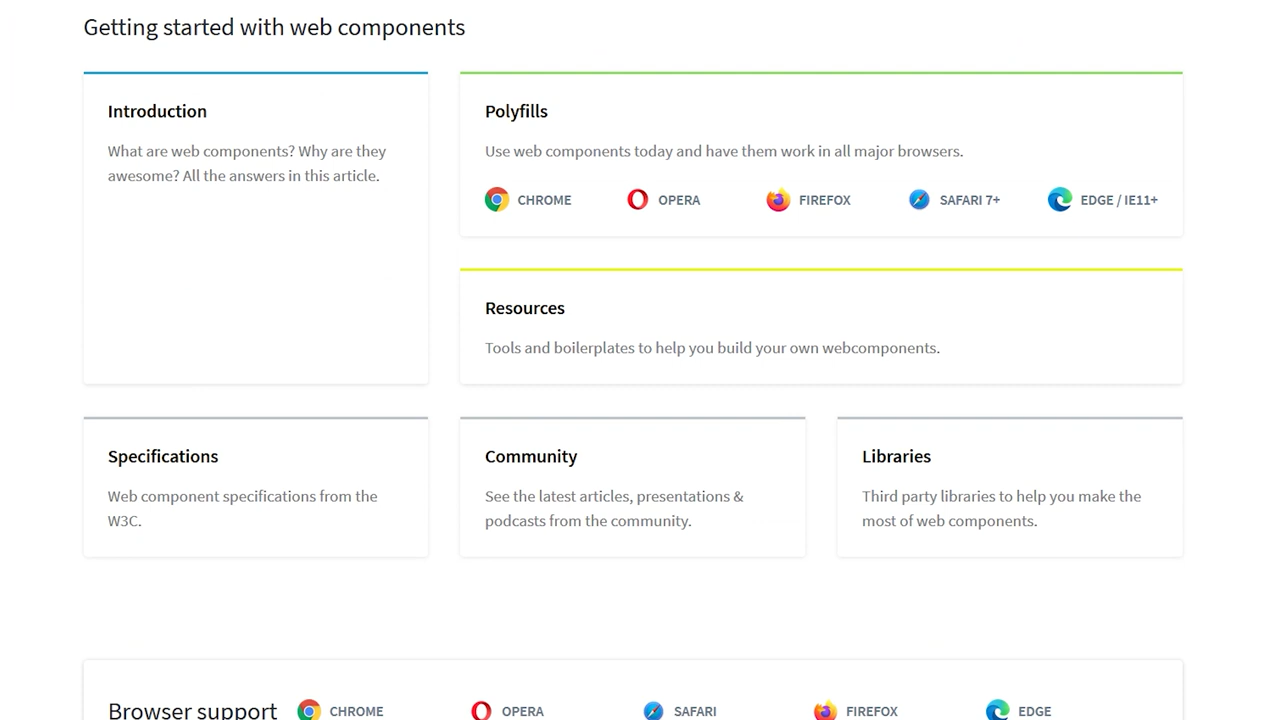 Getting started with web components
Introduction
What are web components? Why are they
awesome? All the answers in this article.
Polyfills
Use web components today and have them work in all major browsers.
CHROME
OPERA
FIREFOX
SAFARI 7+
EDGE / IE11+
Resources
Tools and boilerplates to help you build your own webcomponents.
Specifications
Web component specifications from the
W3C.
Community
See the latest articles, presentations &
podcasts from the community.
Libraries
Third party libraries to help you make the
most of web components.
Browser support
CHROME
OPERA
SAFARI
FIREFOX
EDGE